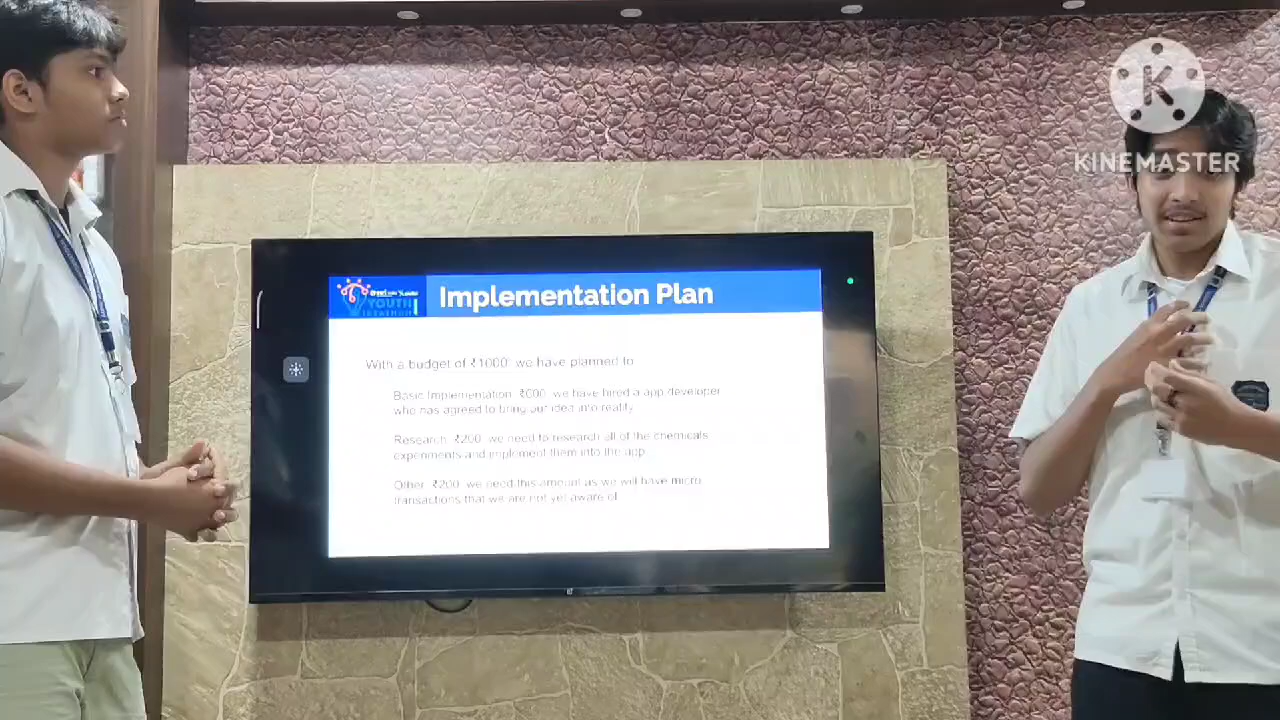 KINEMASTER
YOUTH
Implementation Plan
With a budget of ₹1000 we have planned to
Basic Implementation ₹600 we have hired a app developer
who has agreed to bring our idea into reality
Research ₹200 we need to research all of the chemicals
experiments and implement them into the app
Other ₹200 we need this amount as we will have micro
transactions that we are not yet aware of